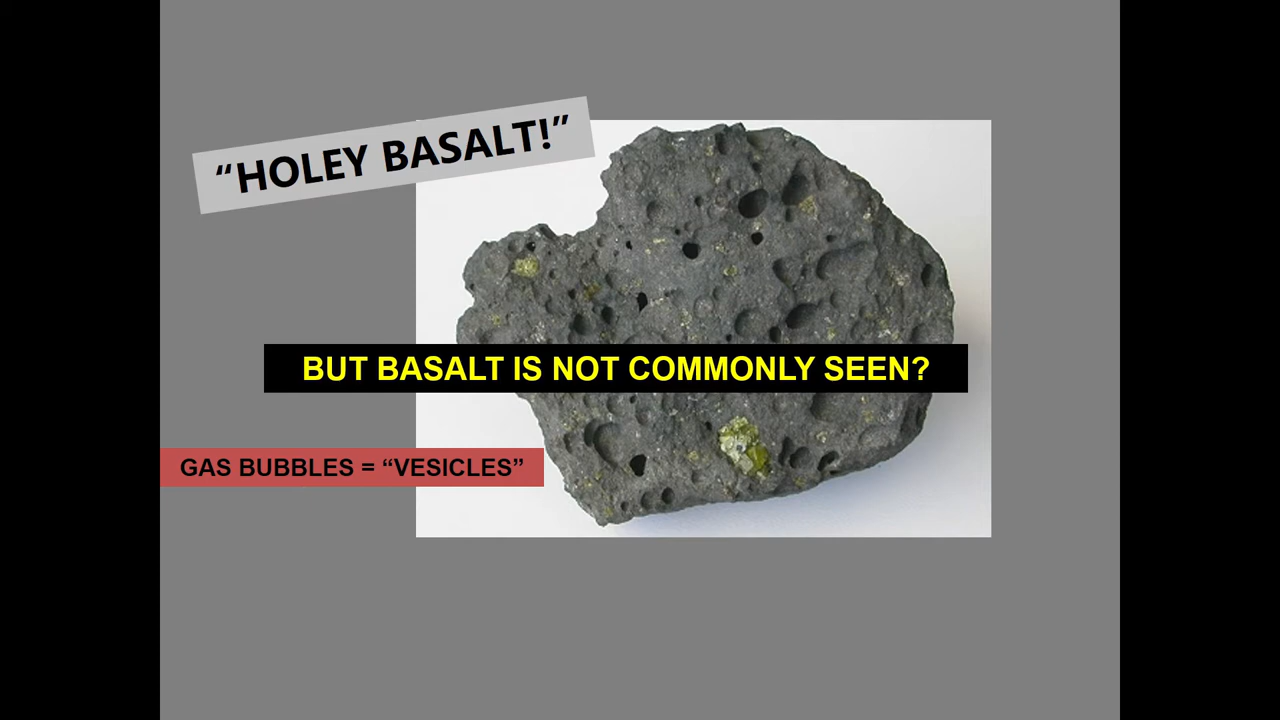 “HOLEY BASALT!”
BUT BASALT IS NOT COMMONLY SEEN?
GAS BUBBLES = “VESICLES”